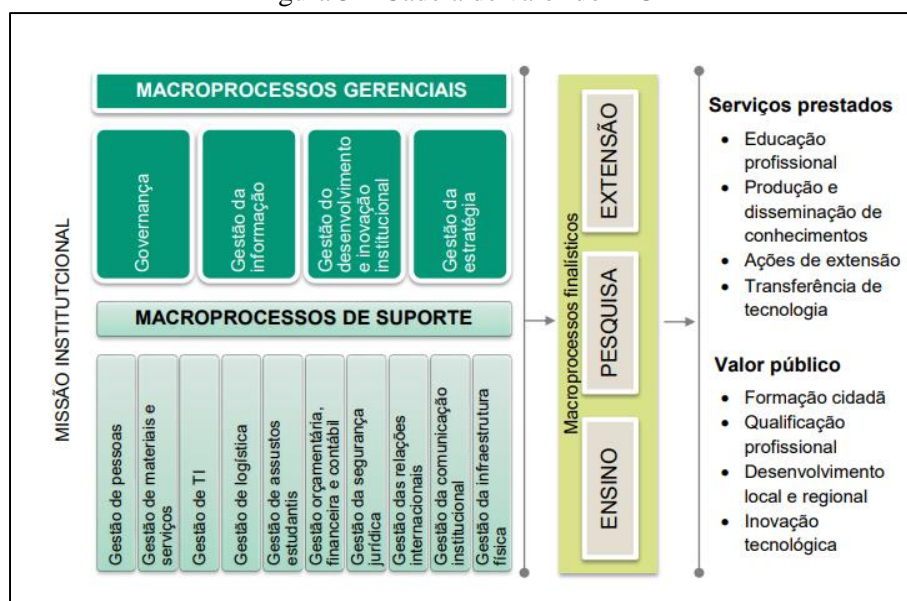 MISSÃO INSTITUTCIONAL
MACROPROCESSOS GERENCIAIS
Governança
Gestão da
informação
Gestão do
desenvolvimento
e inovação
institucional
Gestão da
estratégia
MACROPROCESSOS DE SUPORTE
Gestão de pessoas
Gestão de materiais e
serviços
Gestão de TI
Gestão de logística
Gestão de assustos
estudantis
Gestão orçamentária,
financeira e contábil
Gestão da segurança
jurídica
Gestão das relações
internacionais
Gestão da comunicação
institucional
Gestão da infraestrutura
física
Macroprocessos finalísticos
EXTENSÃO
PESQUISA
ENSINO
Serviços prestados
• Educação
profissional
• Produção e
disseminação de
conhecimentos
• Ações de extensão
• Transferência de
tecnologia
Valor público
• Formação cidadã
• Qualificação
profissional
• Desenvolvimento
local e regional
• Inovação
tecnológica